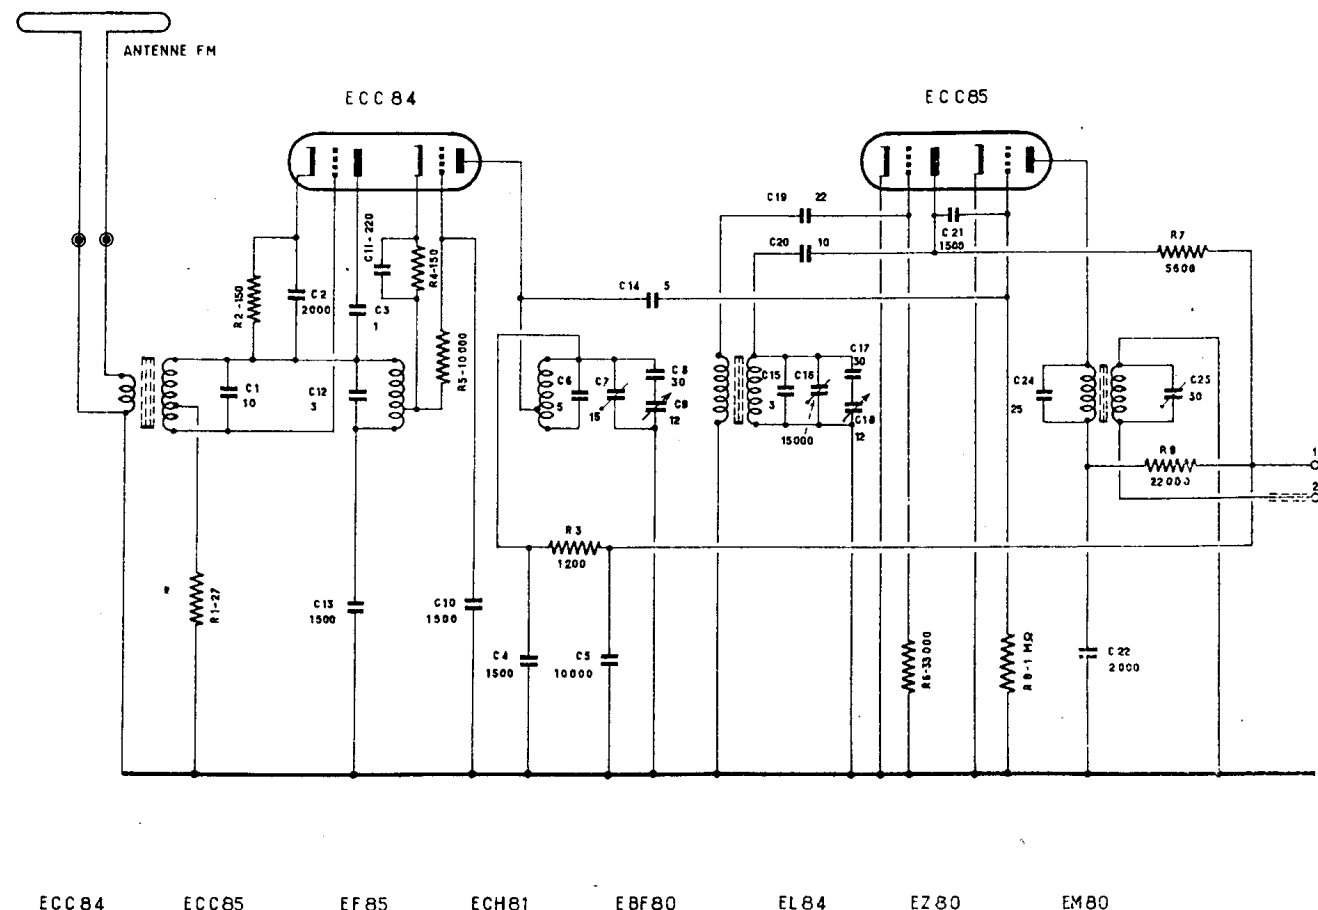 ANTENNE FM
ECC84
ECC85
C19 22
C20 10
C21
1500
R7
5600
C11-220
R4-150
R2-150
C2
2000
C3
1
C14 5
R5-10000
C1
10
C12
3
C6
5
C7
15
C8
30
C9
12
C15
3
C16
15000
C17
30
C18
12
C24
25
C23
30
R9
22000
1
2
R3
1200
R1-27
C13
1500
C10
1500
C4
1500
C5
10000
R6-33000
R8-1 MΩ
C22
2000
ECC84 ECC85 EF85 ECH81 EBF80 EL84 EZ80 EM80